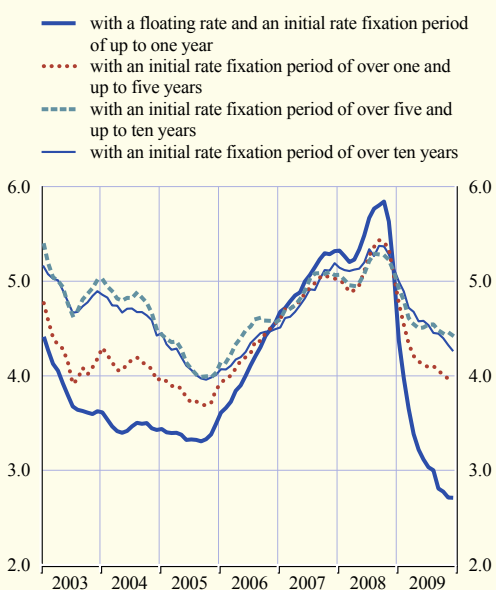 with a floating rate and an initial rate fixation period
of up to one year
with an initial rate fixation period of over one and
up to five years
with an initial rate fixation period of over five and
up to ten years
with an initial rate fixation period of over ten years
6.0 6.0
5.0 5.0
4.0 4.0
3.0 3.0
2.0 2.0
2003 2004 2005 2006 2007 2008 2009